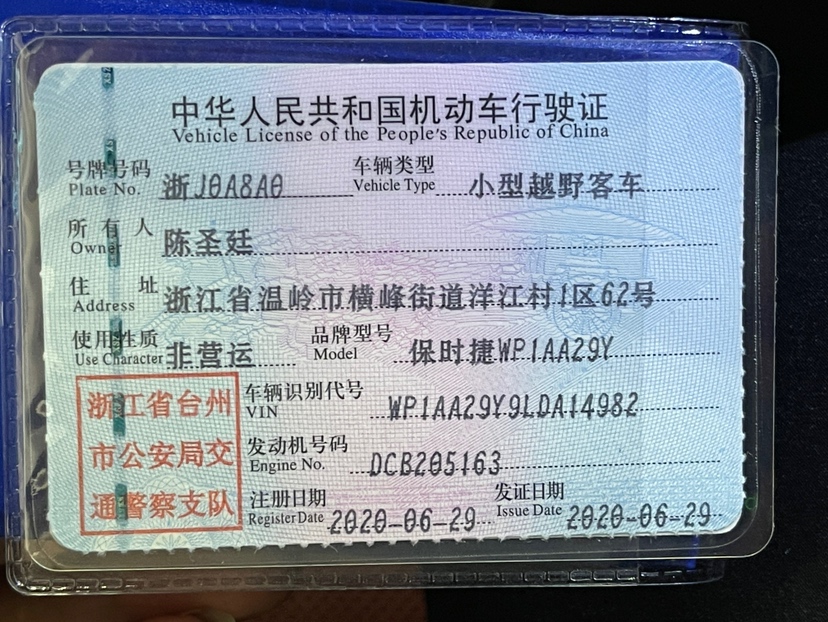 中华人民共和国机动车行驶证
Vehicle License of the People's Republic of China
号牌号码 浙J0A8A0 车辆类型 小型越野客车
Plate No. Vehicle Type
所有人 陈圣廷
Owner
住址 浙江省温岭市横峰街道洋江村1区62号
Address
使用性质 非营运 品牌型号 保时捷WP1AA29Y
Use Character Model
浙江省台州
市公安局交
通警察支队
车辆识别代号 WP1AA29Y9LDA14982
VIN
发动机号码 DCB205163
Engine No.
注册日期 2020-06-29 发证日期 2020-06-29
Register Date Issue Date